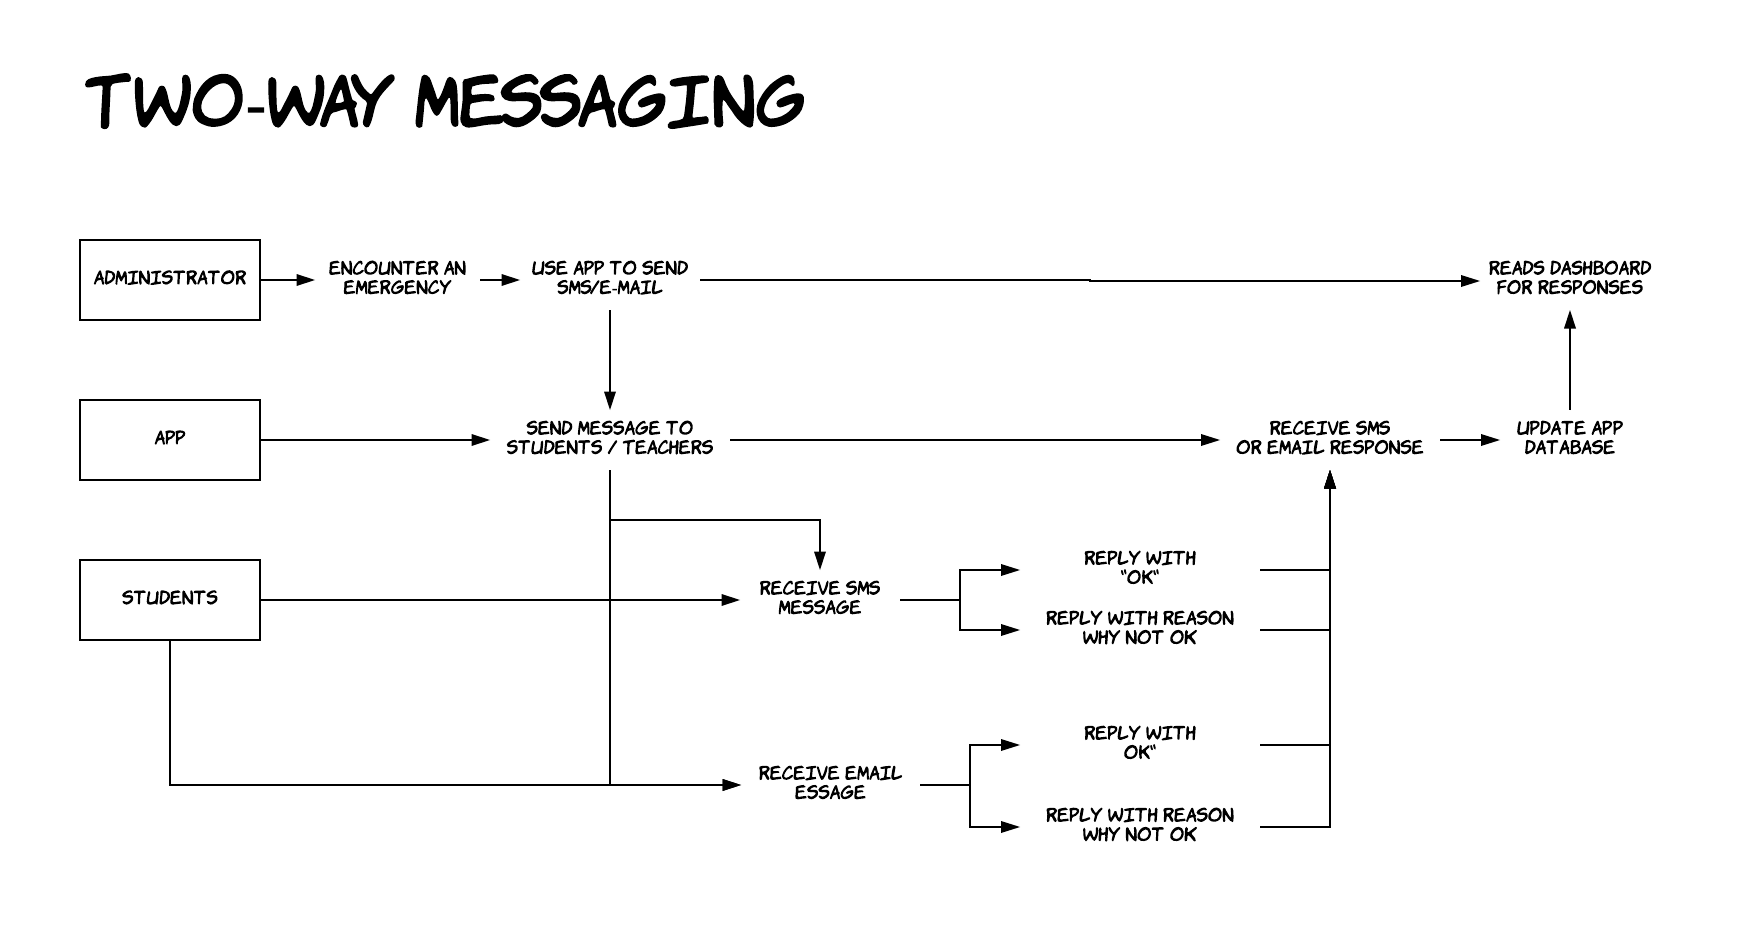 TWO-WAY MESSAGING
ADMINISTRATOR
ENCOUNTER AN
EMERGENCY
USE APP TO SEND
SMS/E-MAIL
READS DASHBOARD
FOR RESPONSES
APP
SEND MESSAGE TO
STUDENTS / TEACHERS
RECEIVE SMS
OR EMAIL RESPONSE
UPDATE APP
DATABASE
STUDENTS
RECEIVE SMS
MESSAGE
REPLY WITH
"OK"
REPLY WITH REASON
WHY NOT OK
RECEIVE EMAIL
ESSAGE
REPLY WITH
OK"
REPLY WITH REASON
WHY NOT OK